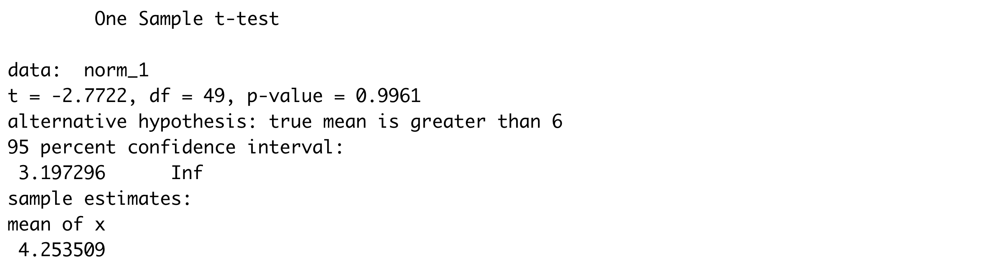 One Sample t-test
data:  norm_1
t = -2.7722, df = 49, p-value = 0.9961
alternative hypothesis: true mean is greater than 6
95 percent confidence interval:
 3.197296      Inf
sample estimates:
mean of x
 4.253509